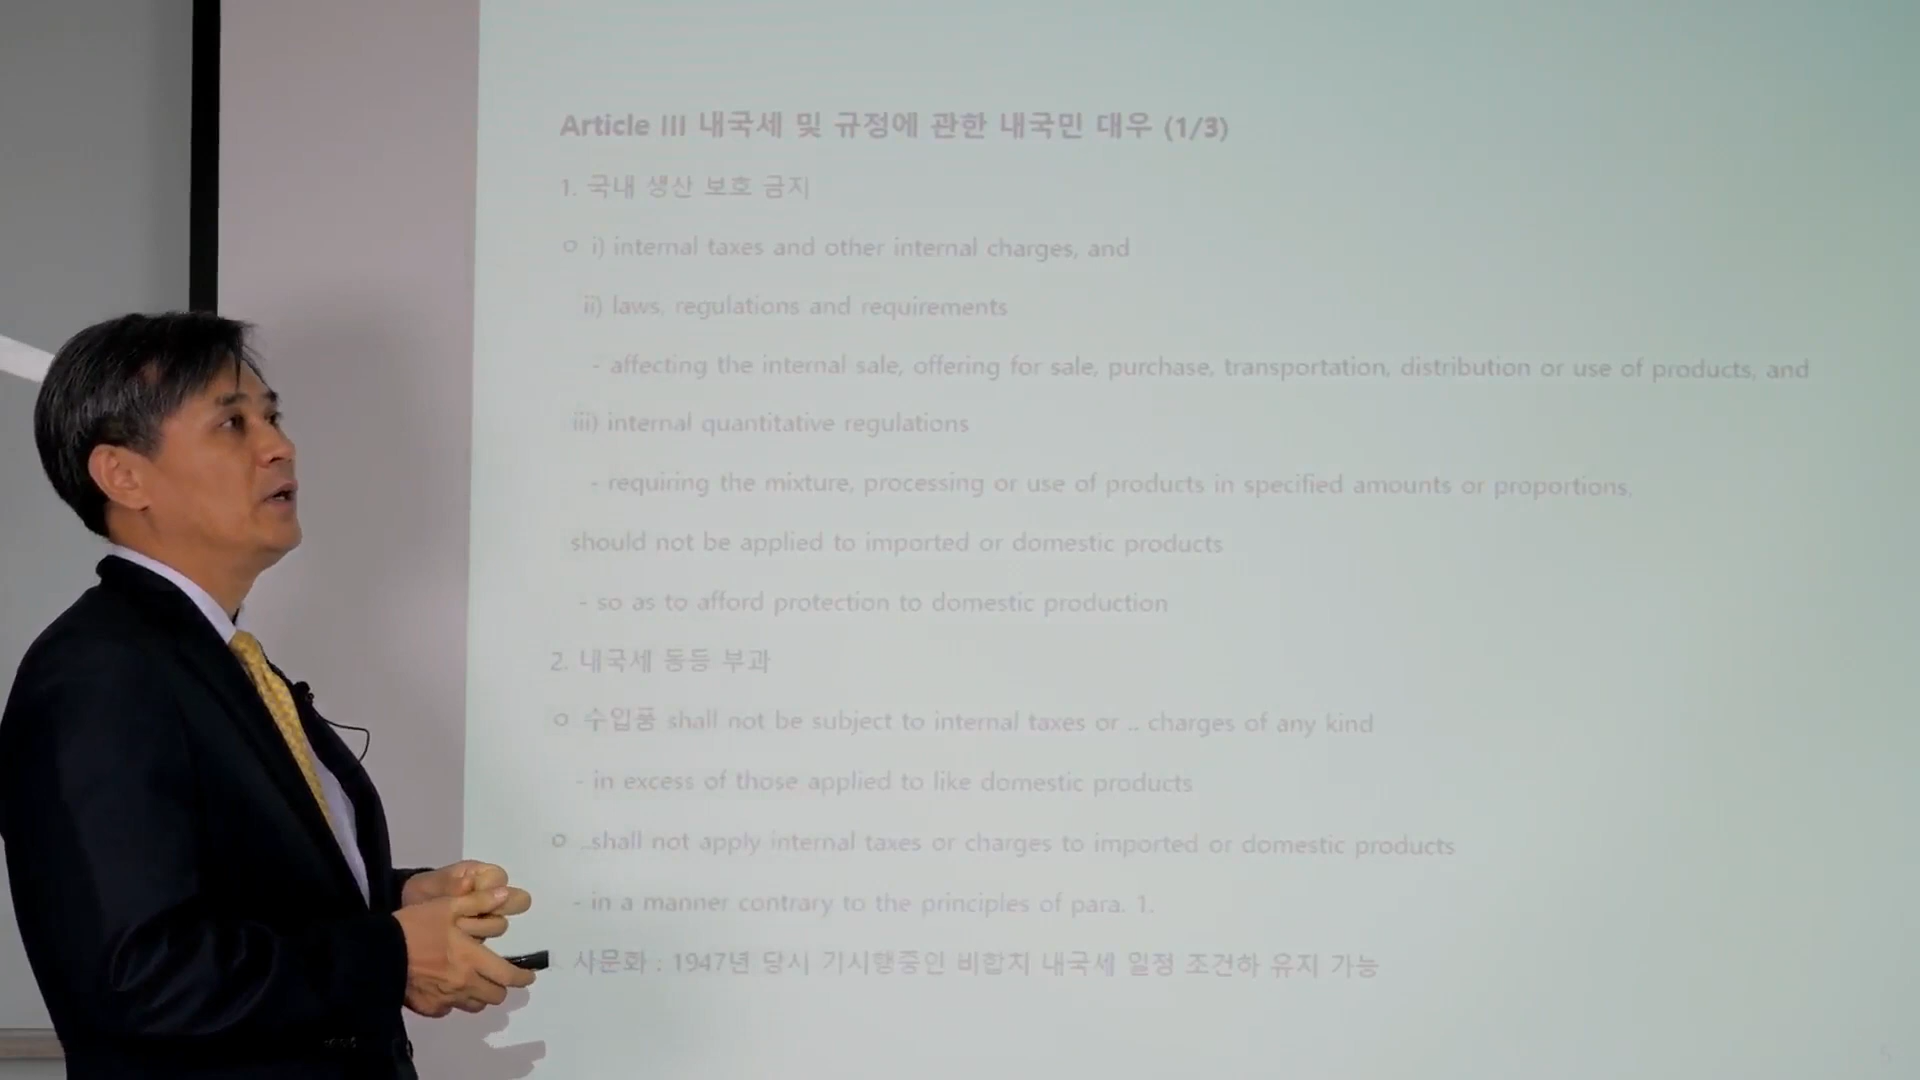 Article III 내국세 및 규정에 관한 내국민 대우 (1/3)
1. 국내 생산 보호 금지
o i) internal taxes and other internal charges, and
ii) laws, regulations and requirements
- affecting the internal sale, offering for sale, purchase, transportation, distribution or use of products, and
iii) internal quantitative regulations
- requiring the mixture, processing or use of products in specified amounts or proportions,
should not be applied to imported or domestic products
- so as to afford protection to domestic production
2. 내국세 동등 부과
o 수입품 shall not be subject to internal taxes or .. charges of any kind
- in excess of those applied to like domestic products
o ..shall not apply internal taxes or charges to imported or domestic products
- in a manner contrary to the principles of para. 1.
사문화 : 1947년 당시 기시행중인 비합치 내국세 일정 조건하 유지 가능
5